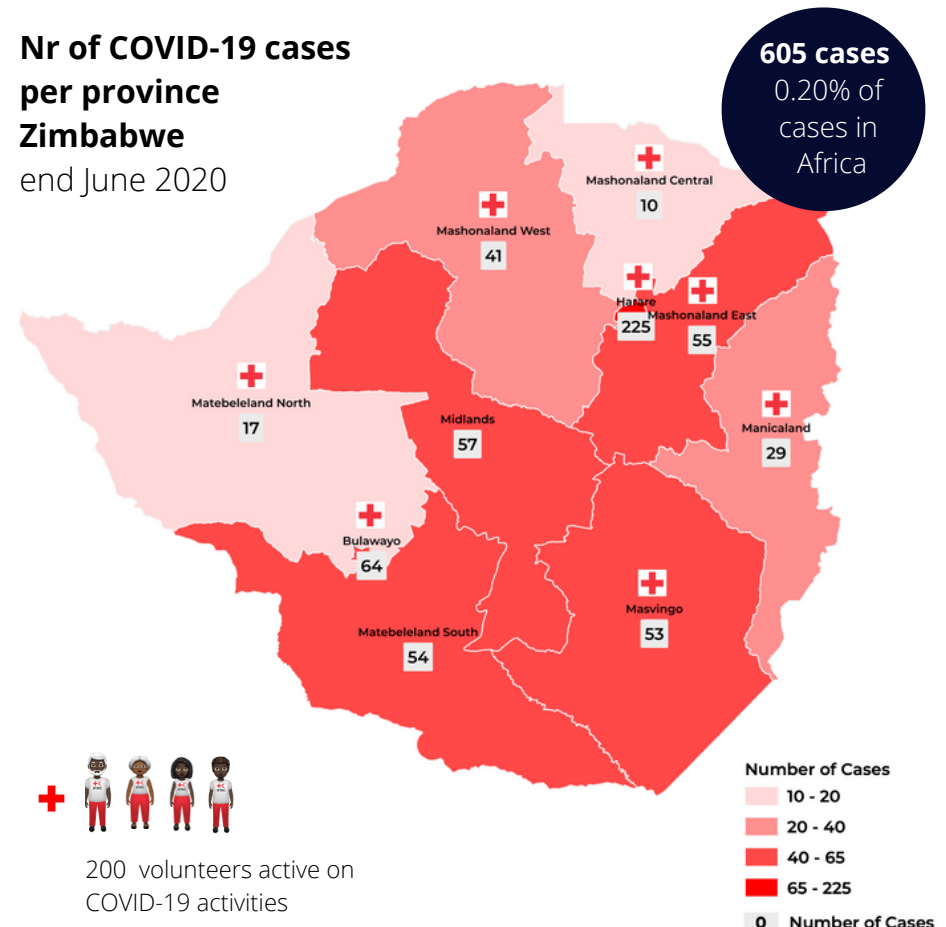 Nr of COVID-19 cases
per province
Zimbabwe
end June 2020
605 cases
0.20% of
cases in
Africa
Mashonaland Central
10
Mashonaland West
41
Harare
225
Mashonaland East
55
Matebeleland North
17
Midlands
57
Manicaland
29
Bulawayo
64
Masvingo
53
Matebeleland South
54
200 volunteers active on
COVID-19 activities
Number of Cases
10 - 20
20 - 40
40 - 65
65 - 225
0 Number of Cases